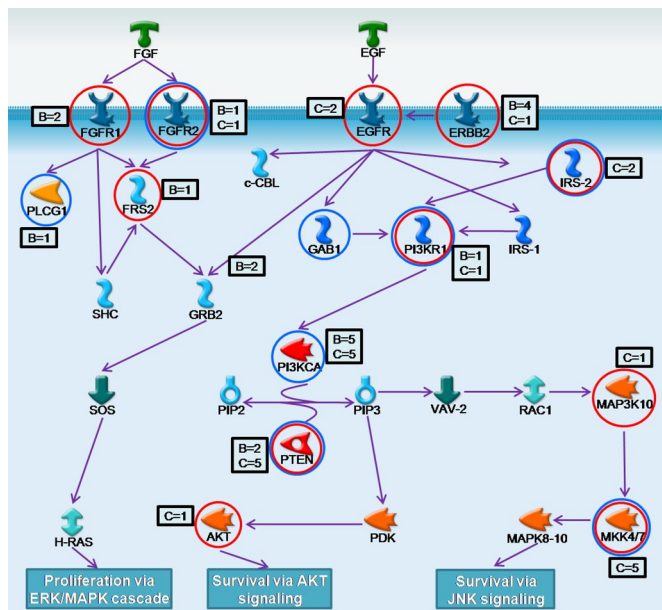 FGF
EGF
B=2
FGFR1
FGFR2
B=1
C=1
C=2
EGFR
ERBB2
B=4
C=1
PLCG1
B=1
FRS2
B=1
c-CBL
IRS-2
C=2
GAB1
PI3KR1
IRS-1
B=1
C=1
SHC
GRB2
B=2
PI3KCA
B=5
C=5
C=1
SOS
PIP2
PIP3
VAV-2
RAC1
MAP3K10
B=2
C=5
PTEN
H-RAS
C=1
AKT
PDK
MAPK8-10
MKK4/7
C=5
Proliferation via
ERK/MAPK cascade
Survival via AKT
signaling
Survival via
JNK signaling